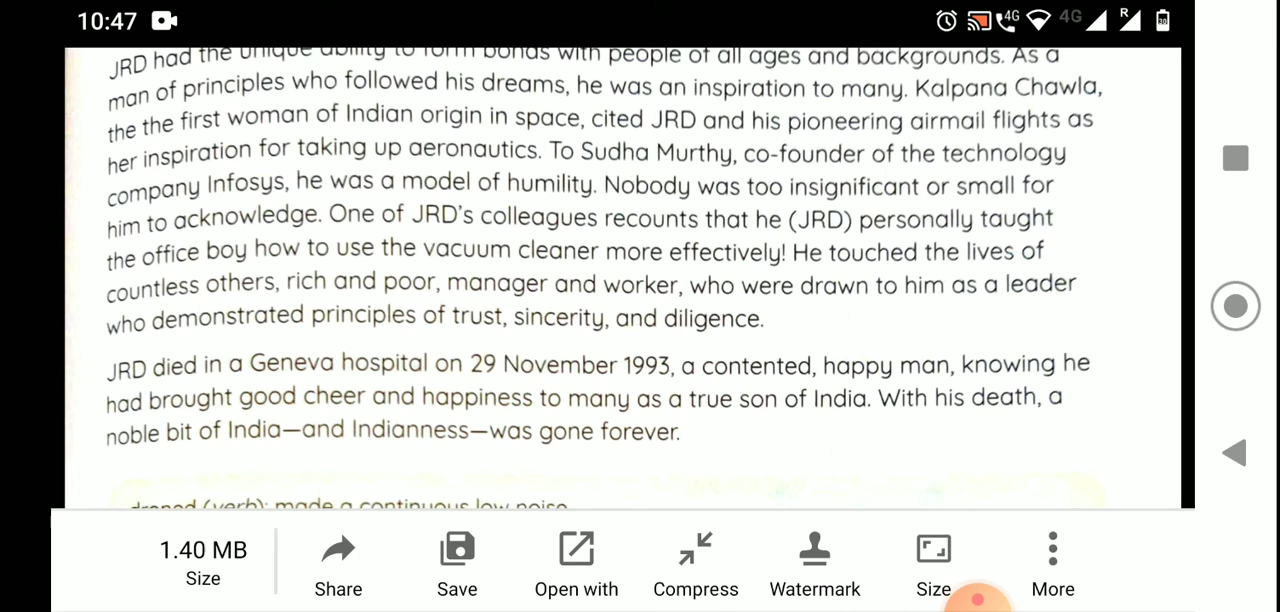 10:47
4G
4G
R
JRD had the unique ability to form bonds with people of all ages and backgrounds. As a
man of principles who followed his dreams, he was an inspiration to many. Kalpana Chawla,
the the first woman of Indian origin in space, cited JRD and his pioneering airmail flights as
her inspiration for taking up aeronautics. To Sudha Murthy, co-founder of the technology
company Infosys, he was a model of humility. Nobody was too insignificant or small for
him to acknowledge. One of JRD's colleagues recounts that he (JRD) personally taught
the office boy how to use the vacuum cleaner more effectively! He touched the lives of
countless others, rich and poor, manager and worker, who were drawn to him as a leader
who demonstrated principles of trust, sincerity, and diligence.
JRD died in a Geneva hospital on 29 November 1993, a contented, happy man, knowing he
had brought good cheer and happiness to many as a true son of India. With his death, a
noble bit of India—and Indianness—was gone forever.
droned (verb): made a continuous low noise
1.40 MB
Size
Share
Save
Open with
Compress
Watermark
Size
More